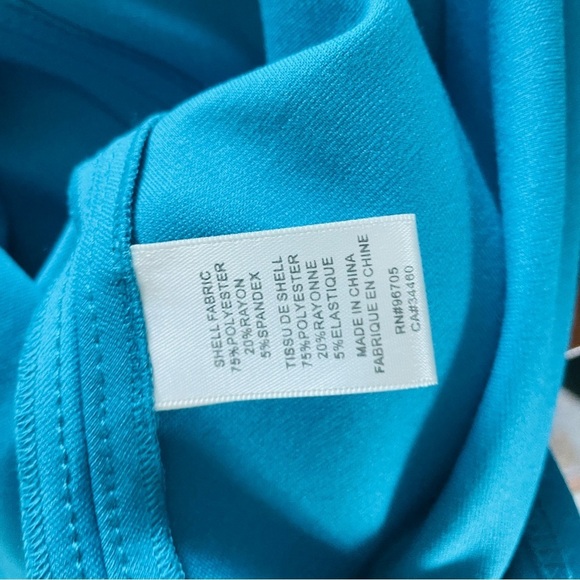 SHELL FABRIC
75%POLYESTER
20%RAYON
5%SPANDEX
TISSU DE SHELL
75%POLYESTER
20%RAYONNE
5%ELASTIQUE
MADE IN CHINA
FABRIQUE EN CHINE
RN#96705
CA#34460